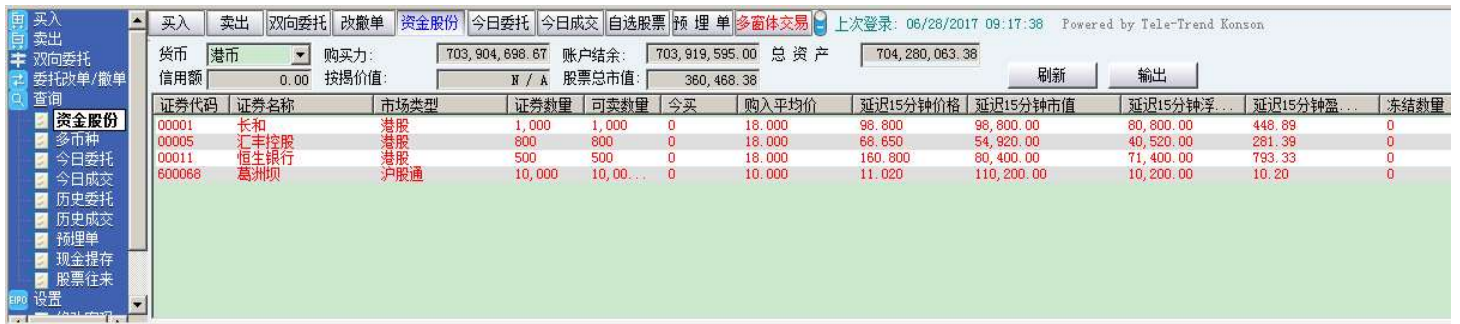 买入 卖出 双向委托 改撤单 资金股份 今日委托 今日成交 自选股票 预 埋 单 多窗体交易 上次登录: 06/28/2017 09:17:38 Powered by Tele-Trend Konson
货币 港币 购买力: 703,904,698.67 账户结余: 703,919,595.00 总 资 产 704,280,063.38
信用额 0.00 按揭价值: N / A 股票总市值: 360,468.38 刷新 输出
证券代码 证券名称 市场类型 证券数量 可卖数量 今买 购入平均价 延迟15分钟价格 延迟15分钟市值 延迟15分钟浮... 延迟15分钟盈... 冻结数量
00001 长和 港股 1,000 1,000 0 18.000 98.800 98,800.00 80,800.00 448.89 0
00005 汇丰控股 港股 800 800 0 18.000 68.650 54,920.00 40,520.00 281.39 0
00011 恒生银行 港股 500 500 0 18.000 160.800 80,400.00 71,400.00 793.33 0
600068 葛洲坝 沪股通 10,000 10,00... 0 10.000 11.020 110,200.00 10,200.00 10.20 0
买入
卖出
双向委托
委托改单/撤单
查询
资金股份
多币种
今日委托
今日成交
历史委托
历史成交
预埋单
现金提存
股票往来
EIPO 设置